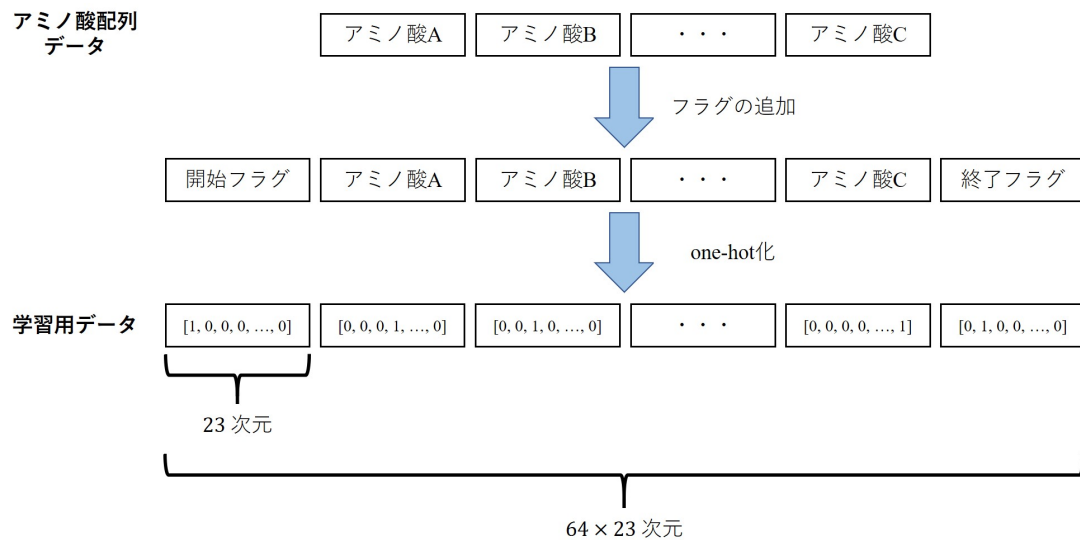 アミノ酸配列
データ
アミノ酸A アミノ酸B ・・・ アミノ酸C
フラグの追加
開始フラグ アミノ酸A アミノ酸B ・・・ アミノ酸C 終了フラグ
one-hot化
学習用データ [1, 0, 0, 0, …, 0] [0, 0, 0, 1, …, 0] [0, 0, 1, 0, …, 0] ・・・ [0, 0, 0, 0, …, 1] [0, 1, 0, 0, …, 0]
23 次元
64 × 23 次元